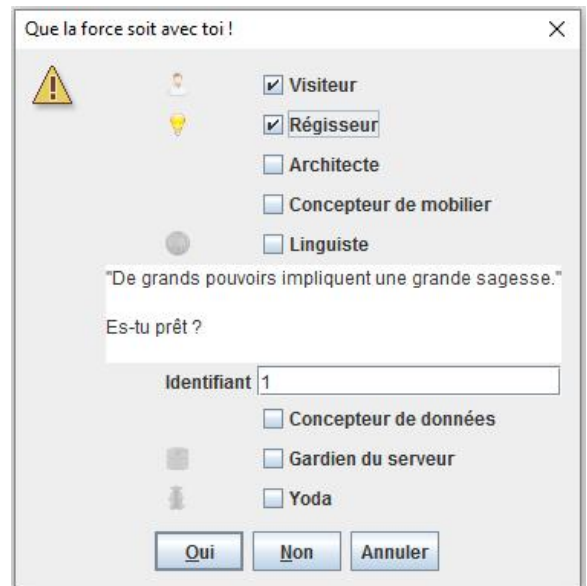 Que la force soit avec toi !
Visiteur
Régisseur
Architecte
Concepteur de mobilier
Linguiste
"De grands pouvoirs impliquent une grande sagesse."
Es-tu prêt ?
Identifiant 1
Concepteur de données
Gardien du serveur
Yoda
Oui Non Annuler